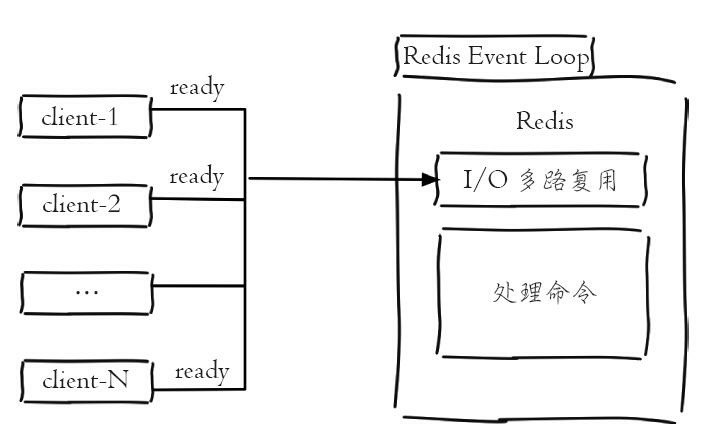 Redis Event Loop
ready
client-1
Redis
ready
I/O 多路复用
client-2
...
处理命令
ready
client-N